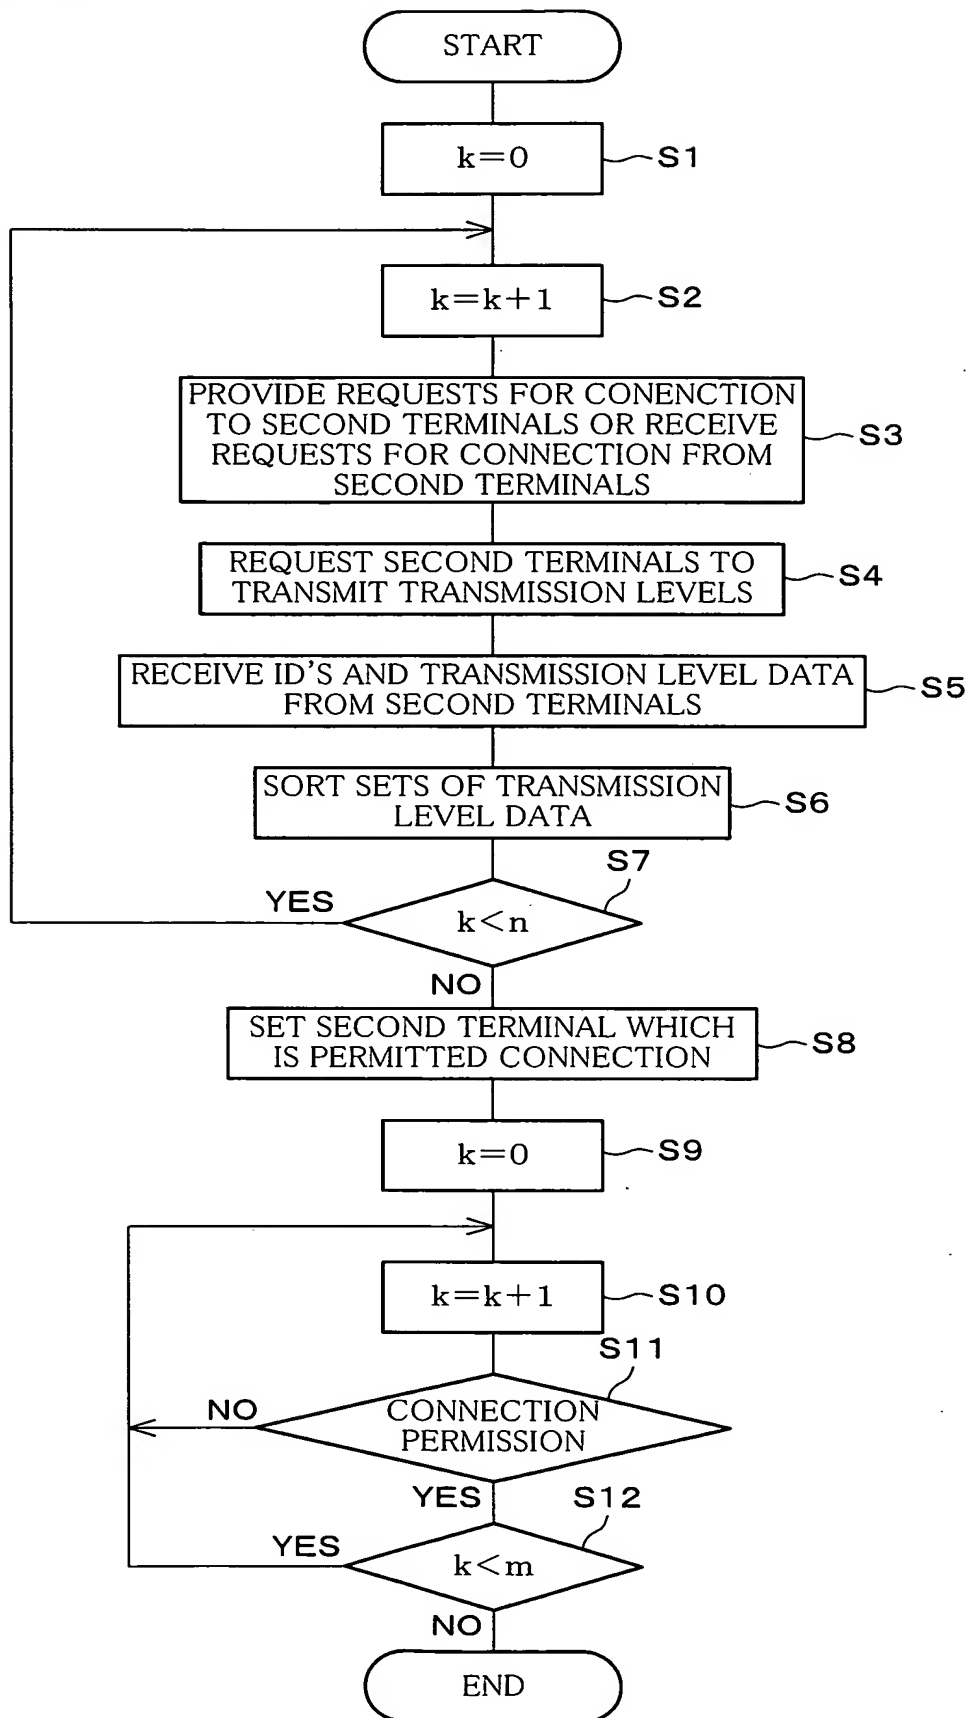 START
k=0
S1
k=k+1
S2
PROVIDE REQUESTS FOR CONENCTION
TO SECOND TERMINALS OR RECEIVE
REQUESTS FOR CONNECTION FROM
SECOND TERMINALS
S3
REQUEST SECOND TERMINALS TO
TRANSMIT TRANSMISSION LEVELS
S4
RECEIVE ID'S AND TRANSMISSION LEVEL DATA
FROM SECOND TERMINALS
S5
SORT SETS OF TRANSMISSION
LEVEL DATA
S6
S7
YES
k<n
NO
SET SECOND TERMINAL WHICH
IS PERMITTED CONNECTION
S8
k=0
S9
k=k+1
S10
S11
NO
CONNECTION
PERMISSION
YES
S12
YES
k<m
NO
END